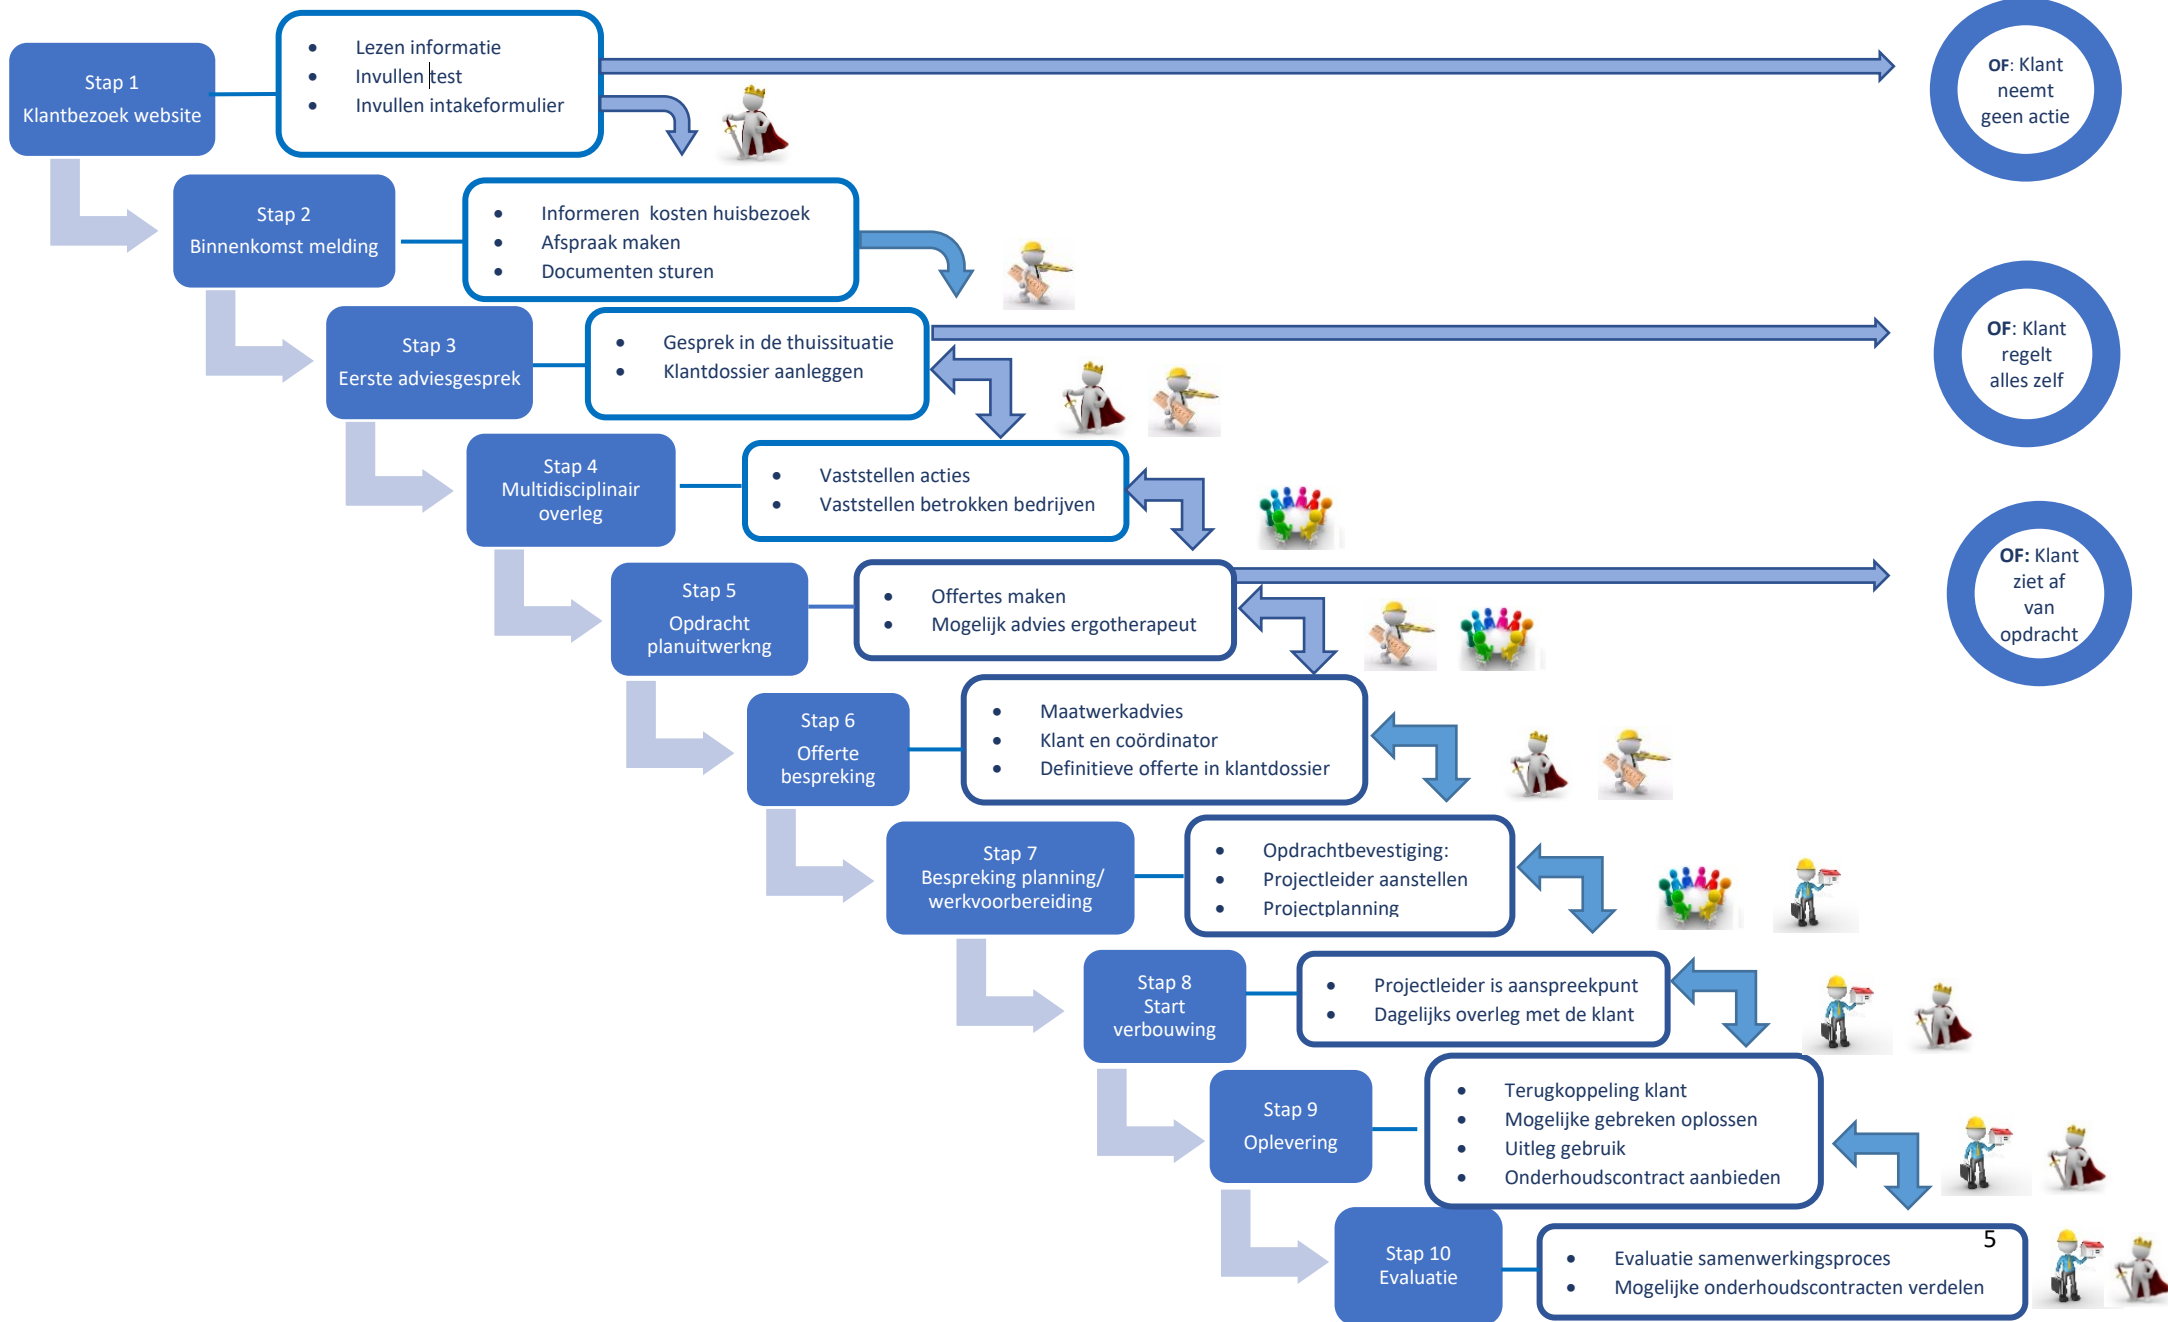 Stap 1
Klantbezoek website
Lezen informatie
Invullen test
Invullen intakeformulier
OF: Klant
neemt
geen actie
Stap 2
Binnenkomst melding
Informeren kosten huisbezoek
Afspraak maken
Documenten sturen
Stap 3
Eerste adviesgesprek
Gesprek in de thuissituatie
Klantdossier aanleggen
OF: Klant
regelt
alles zelf
Stap 4
Multidisciplinair
overleg
Vaststellen acties
Vaststellen betrokken bedrijven
Stap 5
Opdracht
planuitwerkng
Offertes maken
Mogelijk advies ergotherapeut
OF: Klant
ziet af
van
opdracht
Stap 6
Offerte
bespreking
Maatwerkadvies
Klant en coördinator
Definitieve offerte in klantdossier
Stap 7
Bespreking planning/
werkvoorbereiding
Opdrachtbevestiging:
Projectleider aanstellen
Projectplanning
Stap 8
Start
verbouwing
Projectleider is aanspreekpunt
Dagelijks overleg met de klant
Stap 9
Oplevering
Terugkoppeling klant
Mogelijke gebreken oplossen
Uitleg gebruik
Onderhoudscontract aanbieden
Stap 10
Evaluatie
Evaluatie samenwerkingsproces
Mogelijke onderhoudscontracten verdelen
5